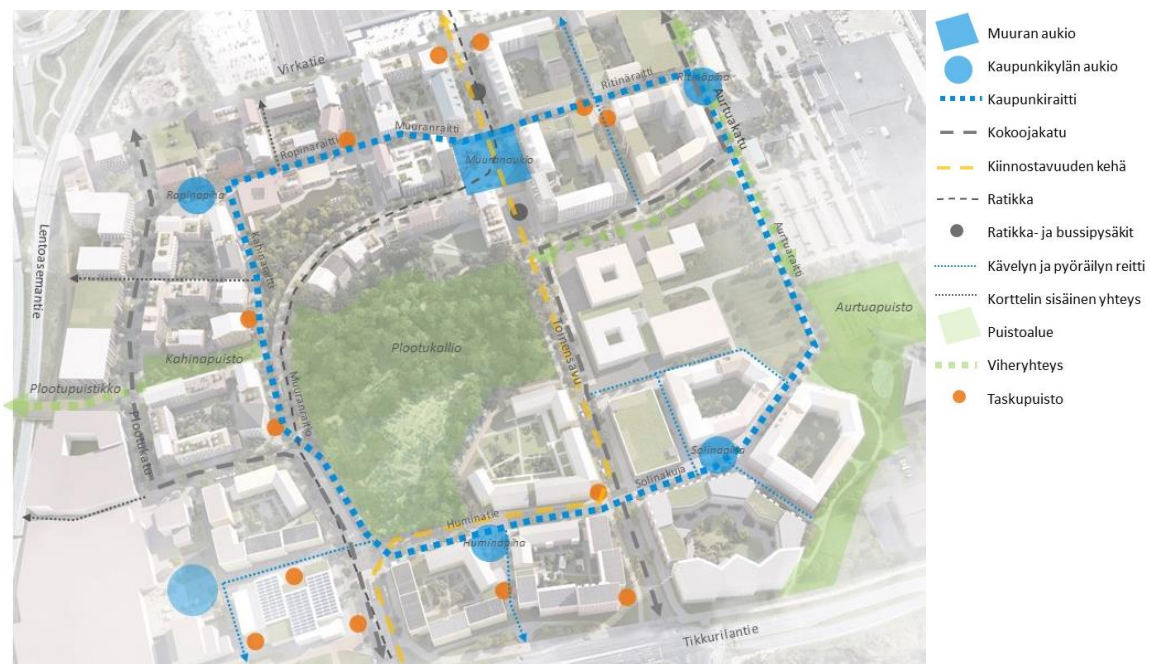 Virkatie
Ritinäraitti
Ritinäpiha
Aurtuakatu
Muuranraitti
Ropinaraitti
Muuranaukio
Ropinapiha
Kahinaraitti
Lentoasemantie
Aurtuaraitti
Aurtuapuisto
Plootukallio
Toinensavu
Kahinapuisto
Plootupuistikko
Muuranraitio
Plootukatu
Solinapiha
Solinakuja
Huminatie
Huminapiha
Tikkurilantie
Muuran aukio
Kaupunkikylän aukio
Kaupunkiraitti
Kokoojakatu
Kiinnostavuuden kehä
Ratikka
Ratikka- ja bussipysäkit
Kävelyn ja pyöräilyn reitti
Korttelin sisäinen yhteys
Puistoalue
Viheryhteys
Taskupuisto